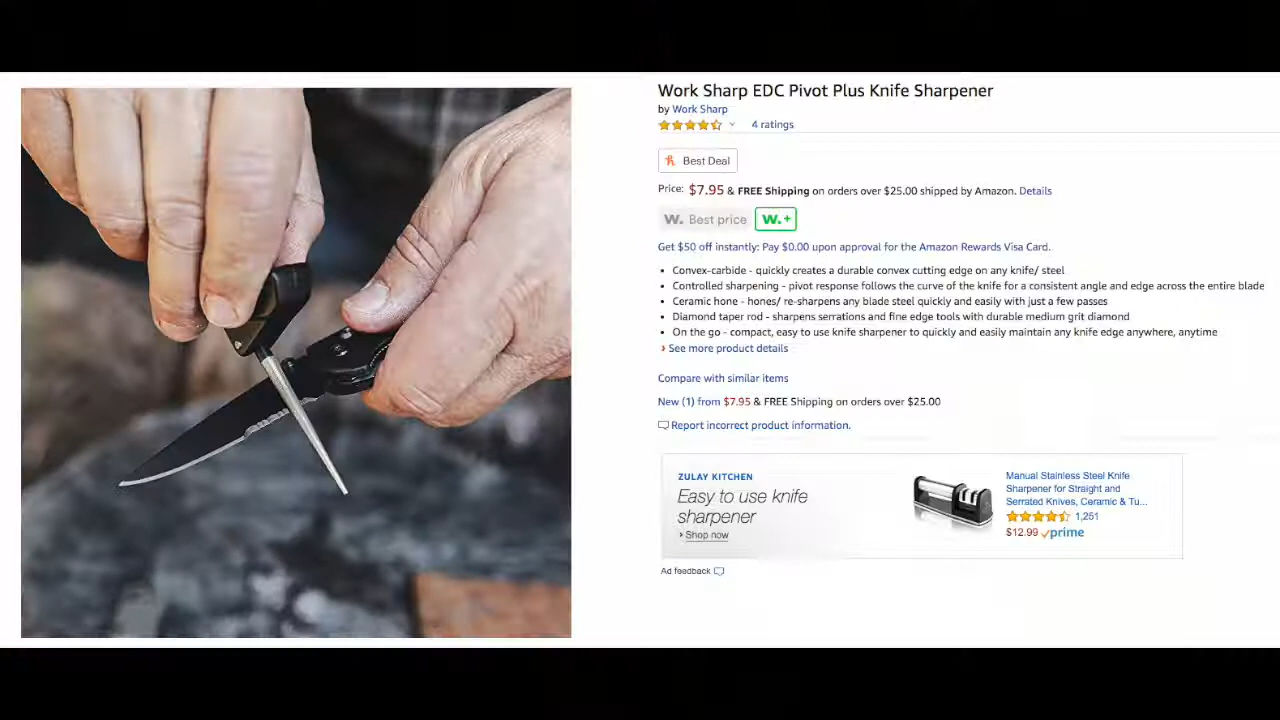 Work Sharp EDC Pivot Plus Knife Sharpener
by Work Sharp
4 ratings
Best Deal
Price: $7.95 & FREE Shipping on orders over $25.00 shipped by Amazon. Details
W. Best price W.+
Get $50 off instantly: Pay $0.00 upon approval for the Amazon Rewards Visa Card.
• Convex-carbide - quickly creates a durable convex cutting edge on any knife/ steel
• Controlled sharpening - pivot response follows the curve of the knife for a consistent angle and edge across the entire blade
• Ceramic hone - hones/ re-sharpens any blade steel quickly and easily with just a few passes
• Diamond taper rod - sharpens serrations and fine edge tools with durable medium grit diamond
• On the go - compact, easy to use knife sharpener to quickly and easily maintain any knife edge anywhere, anytime
› See more product details
Compare with similar items
New (1) from $7.95 & FREE Shipping on orders over $25.00
Report incorrect product information.
ZULAY KITCHEN
Easy to use knife
sharpener
› Shop now
Manual Stainless Steel Knife
Sharpener for Straight and
Serrated Knives, Ceramic & Tu...
1,251
$12.99 prime
Ad feedback